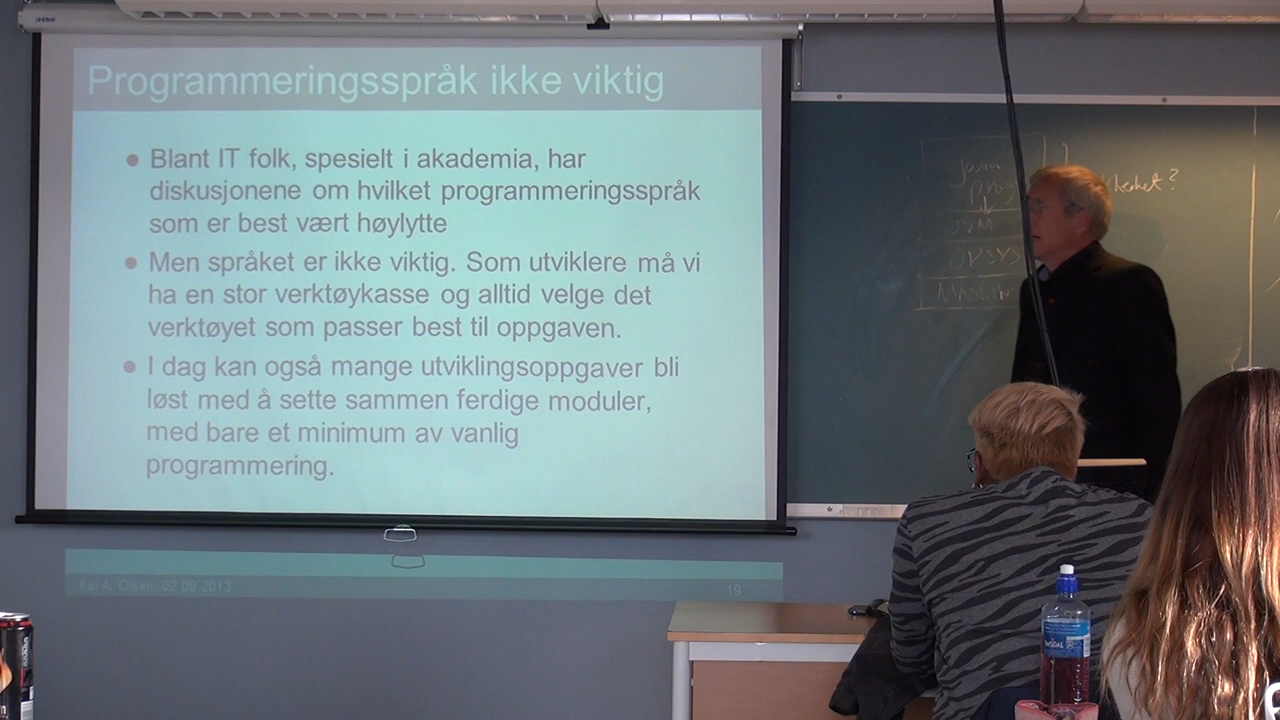 Programmeringsspråk ikke viktig
● Blant IT folk, spesielt i akademia, har
diskusjonene om hvilket programmeringsspråk
som er best vært høylytte
● Men språket er ikke viktig. Som utviklere må vi
ha en stor verktøykasse og alltid velge det
verktøyet som passer best til oppgaven.
● I dag kan også mange utviklingsoppgaver bli
løst med å sette sammen ferdige moduler,
med bare et minimum av vanlig
programmering.
Kai A. Olsen, 02.09.2013
19
JVM
OPSYS